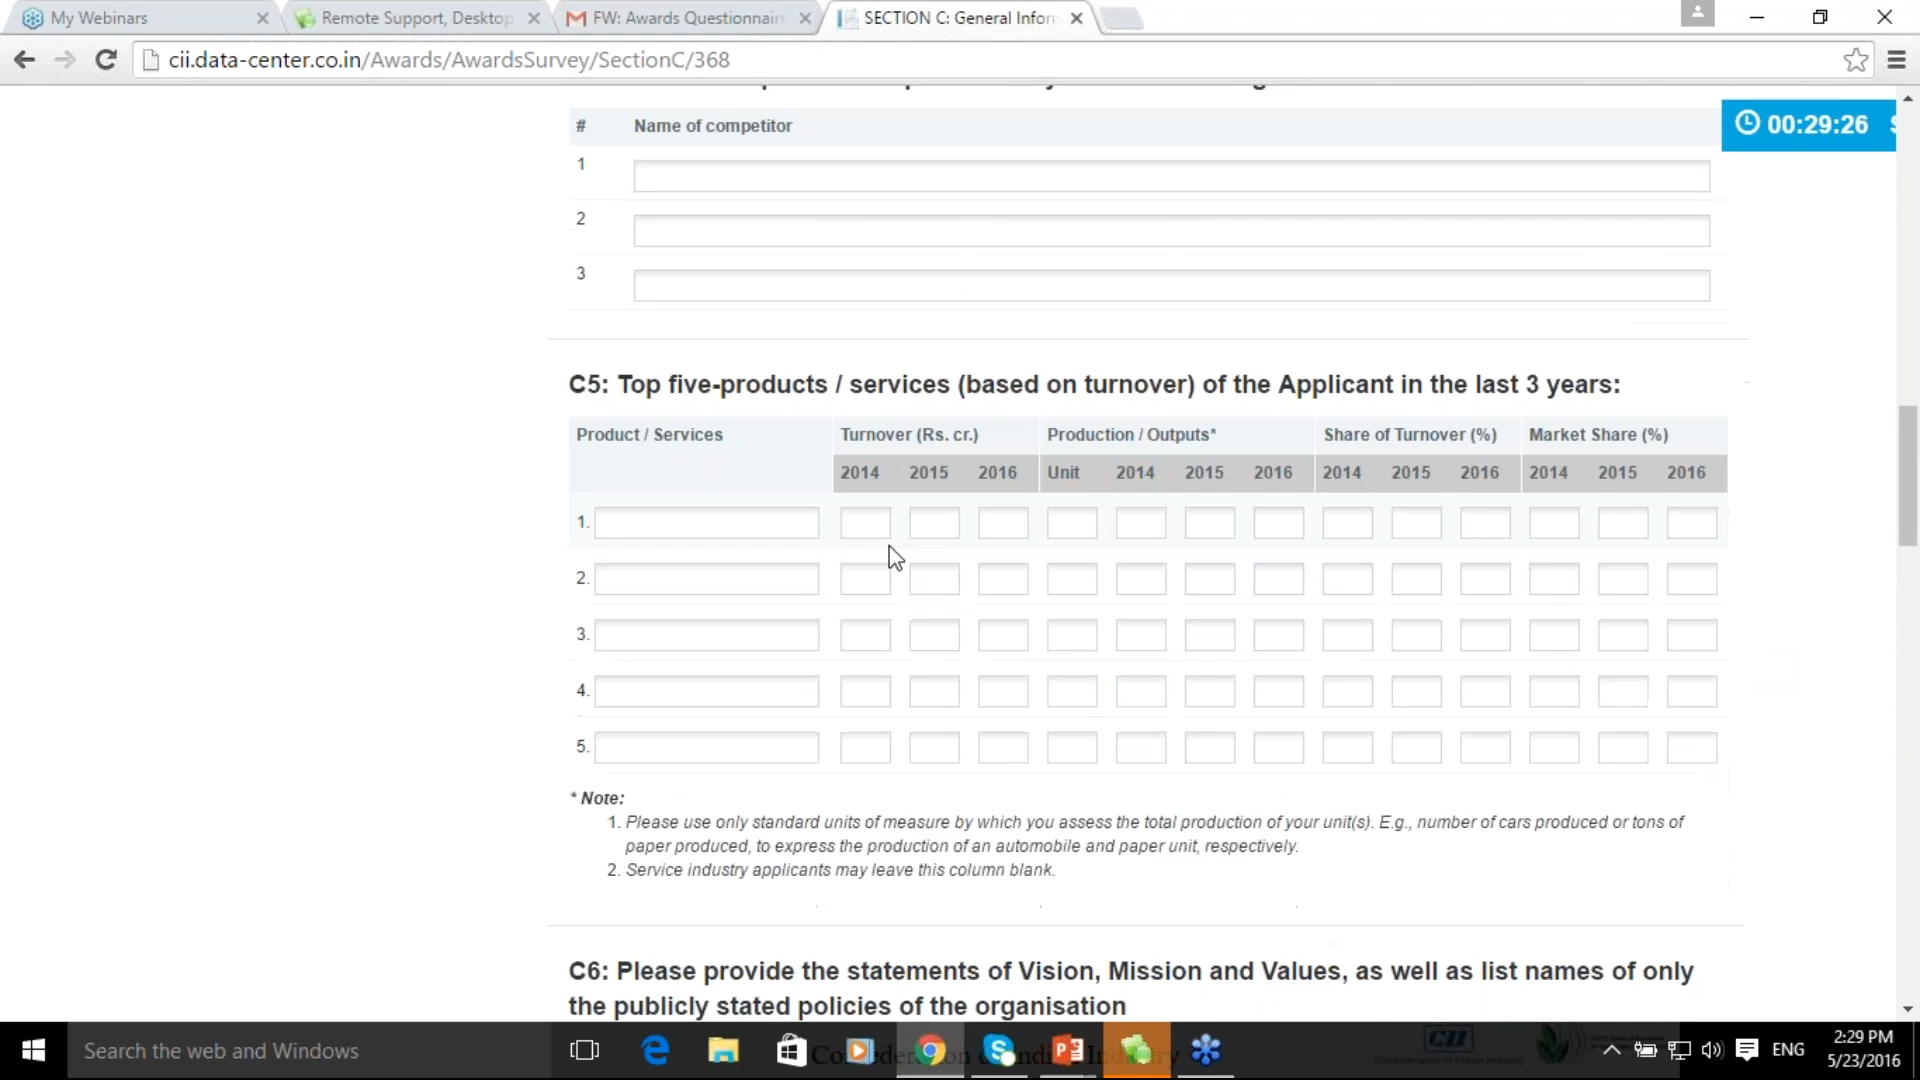 My Webinars
Remote Support, Desktop
FW: Awards Questionnaire
SECTION C: General Infor
cii.data-center.co.in/Awards/AwardsSurvey/SectionC/368
00:29:26
# Name of competitor
1
2
3
C5: Top five-products / services (based on turnover) of the Applicant in the last 3 years:
Product / Services Turnover (Rs. cr.) Production / Outputs* Share of Turnover (%) Market Share (%)
2014 2015 2016 Unit 2014 2015 2016 2014 2015 2016 2014 2015 2016
1.
2.
3.
4.
5.
* Note:
1. Please use only standard units of measure by which you assess the total production of your unit(s). E.g., number of cars produced or tons of
paper produced, to express the production of an automobile and paper unit, respectively.
2. Service industry applicants may leave this column blank.
C6: Please provide the statements of Vision, Mission and Values, as well as list names of only
the publicly stated policies of the organisation
Search the web and Windows
CII
ENG
2:29 PM
5/23/2016